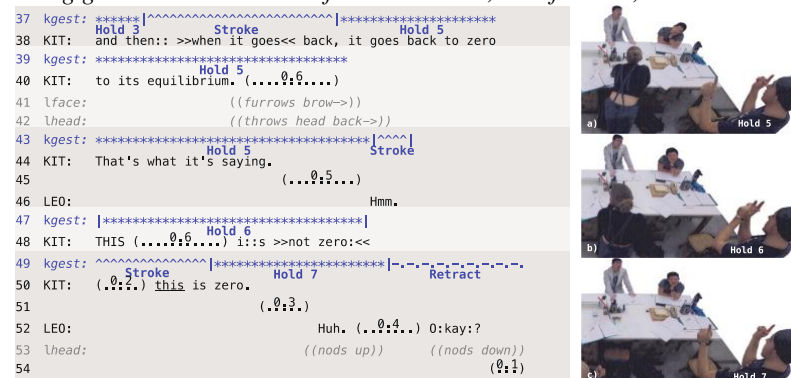 37 kgest: ******|^^^^^^^^^^^^^^^^^^^^^^^^^|*********************
Hold 3 Stroke Hold 5
38 KIT: and then:: >>when it goes<< back, it goes back to zero
39 kgest: **********************************
Hold 5
40 KIT: to its equilibrium. (....0.6....)
41 lface: ((furrows brow—>))
42 lhead: ((throws head back—>))
43 kgest: *************************************|^^^^|
Hold 5 Stroke
44 KIT: That's what it's saying.
45 (....0.5....)
46 LEO: Hmm.
47 kgest: |***********************************|
Hold 6
48 KIT: THIS (....0.6....) i::s >>not zero:<<
49 kgest: ^^^^^^^^^^^^^^^|***********************|-.-.-.-.-.-.-.-.-.
Stroke Hold 7 Retract
50 KIT: (.0.2.) this is zero.
51 (..0.3..)
52 LEO: Huh. (...0.4...) O:kay:?
53 lhead: ((nods up)) ((nods down))
54 (0.1)
a) Hold 5
b) Hold 6
c) Hold 7